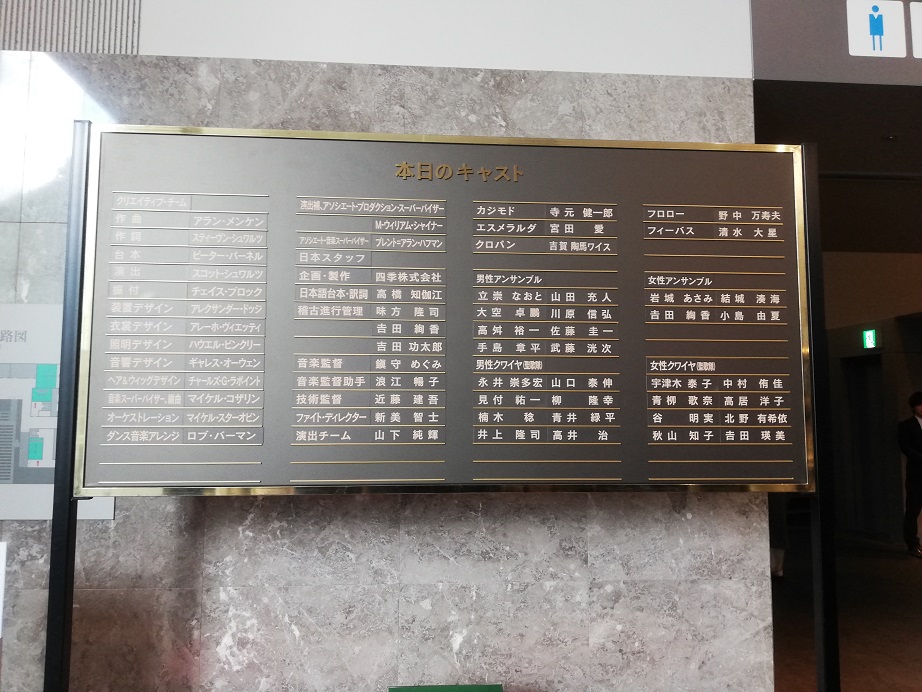 本日のキャスト
クリエイティブ・チーム
作曲 アラン・メンケン
作詞 スティーヴン・シュワルツ
台本 ピーター・パーネル
演出 スコット・シュワルツ
振付 チェイス・ブロック
装置デザイン アレクサンダー・ドッジ
衣裳デザイン アレーホ・ヴィエッティ
照明デザイン ハウエル・ビンクリー
音響デザイン ギャレス・オーウェン
ヘア&ウィッグデザイン チャールズ・G・ラポイント
音楽スーパーバイザー、編曲 マイケル・コザリン
オーケストレーション マイケル・スターオビン
ダンス音楽アレンジ ロブ・バーマン
演出補、アソシエートプロダクション・スーパーバイザー
M・ウィリアム・シャイナー
アソシエート・音楽スーパーバイザー ブレント=アラン・ハフマン
日本スタッフ
企画・製作 四季株式会社
日本語台本・訳詞 高橋 知伽江
稽古進行管理 味方 隆司
吉田 絢香
吉田 功太郎
音楽監督 鎮守 めぐみ
音楽監督助手 浪江 暢子
技術監督 近藤 建吾
ファイトディレクター 新美 智士
演出チーム 山下 純輝
カジモド 寺元 健一郎
エスメラルダ 宮田 愛
クロパン 吉賀 陶馬ワイス
男性アンサンブル
立崇 なおと 山田 充人
大空 卓鵬 川原 信弘
高舛 裕一 佐藤 圭一
手島 章平 武藤 洸次
男性クワイヤ(聖歌隊)
永井 崇多宏 山口 泰伸
見付 祐一 柳 隆幸
楠木 稔 青井 緑平
井上 隆司 高井 治
フロロー 野中 万寿夫
フィーバス 清水 大星
女性アンサンブル
岩城 あさみ 結城 湊海
吉田 絢香 小島 由夏
女性クワイヤ(聖歌隊)
宇津木 泰子 中村 侑佳
青柳 歌奈 高居 洋子
谷 明実 北野 有希依
秋山 知子 吉田 瑛美
路図